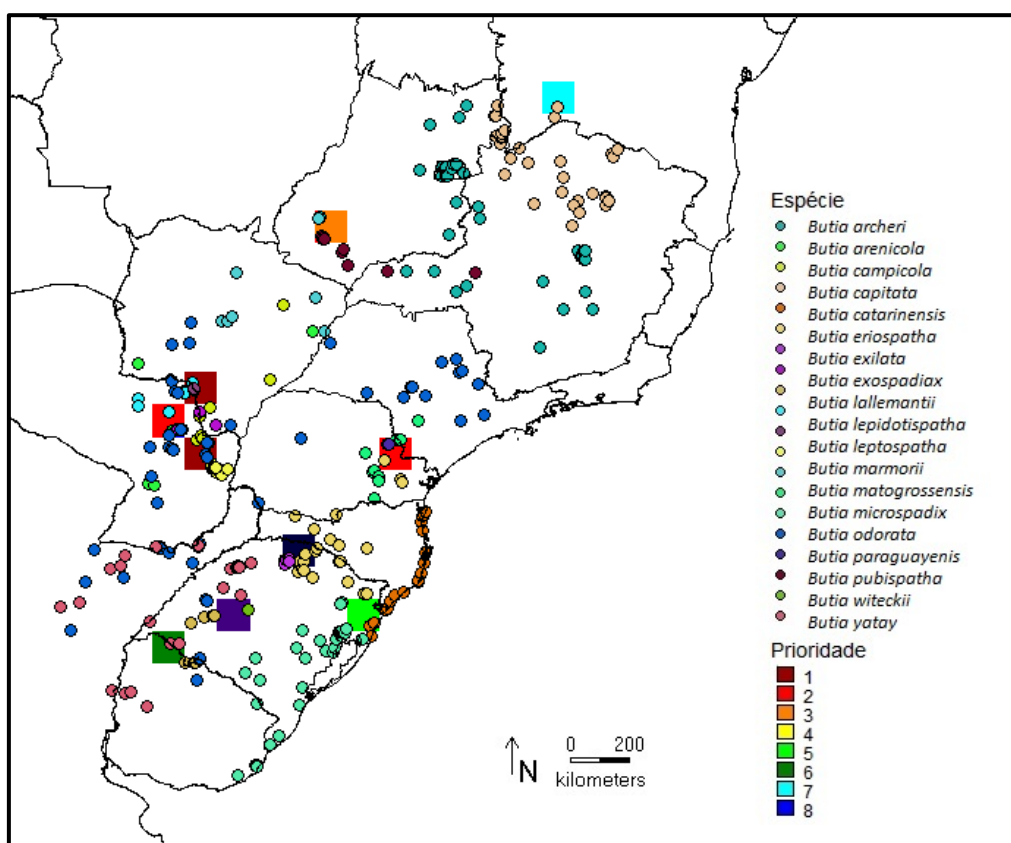 Espécie
Butia archeri
Butia arenicola
Butia campicola
Butia capitata
Butia catarinensis
Butia eriospatha
Butia exilata
Butia exospadiax
Butia lallemantii
Butia lepidotispatha
Butia leptospatha
Butia marmorii
Butia matogrossensis
Butia microspadix
Butia odorata
Butia paraguayenis
Butia pubispatha
Butia witeckii
Butia yatay
Prioridade
1
2
3
4
5
6
7
8
N
0 200
kilometers